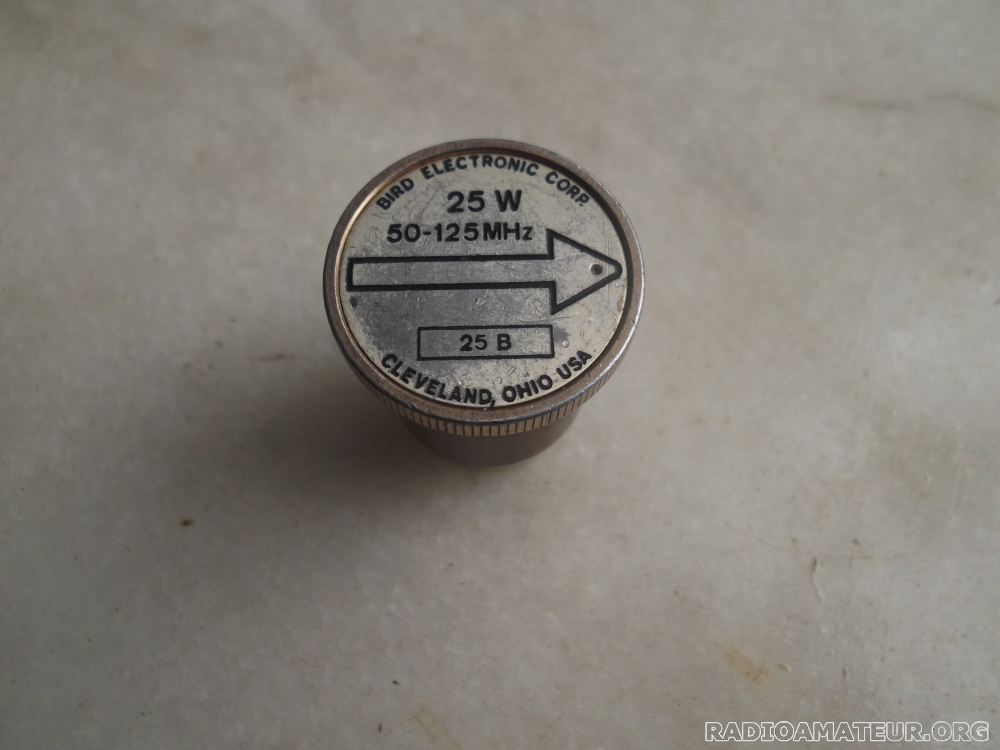 BIRD ELECTRONIC CORP.
25 W
50-125MHz
25 B
CLEVELAND, OHIO USA
RADIOAMATEUR.ORG